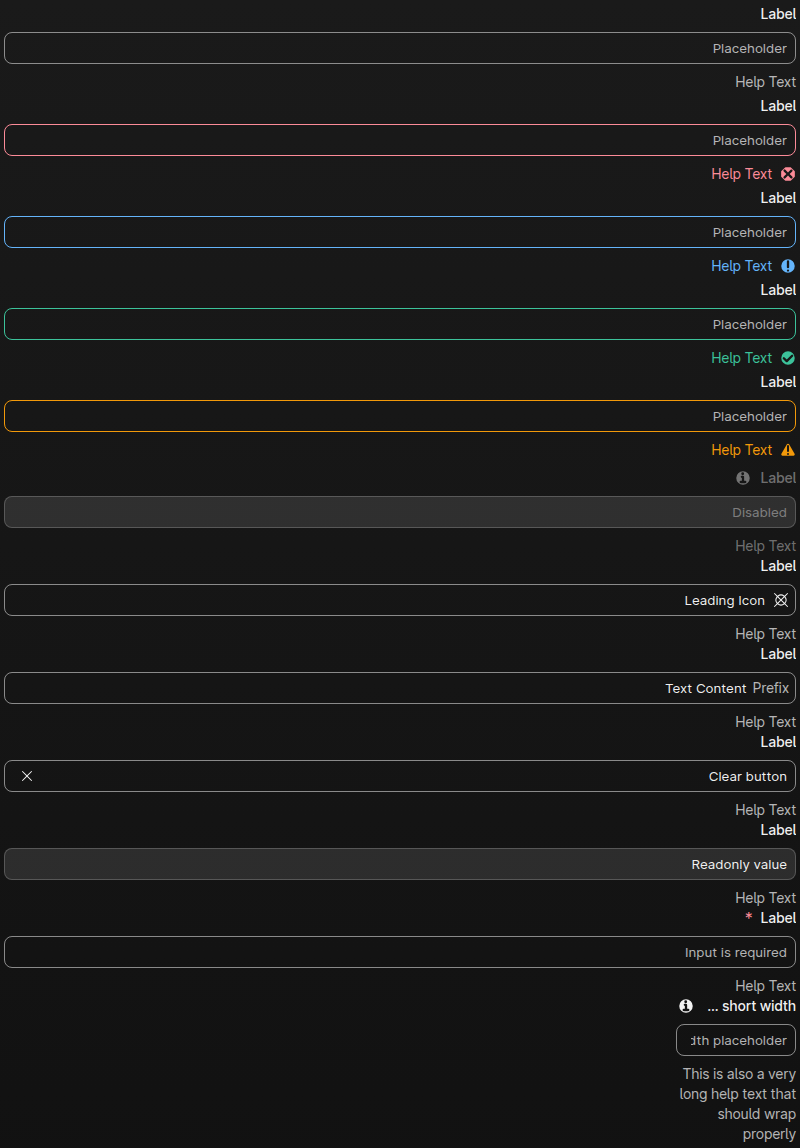 Label
Placeholder
Help Text
Label
Placeholder
Help Text
Label
Placeholder
Help Text
Label
Placeholder
Help Text
Label
Placeholder
Help Text
Label
Disabled
Help Text
Label
Leading Icon
Help Text
Label
Text Content Prefix
Help Text
Label
Clear button
Help Text
Label
Readonly value
Help Text
* Label
Input is required
Help Text
... short width
placeholder
This is also a very
long help text that
should wrap
properly